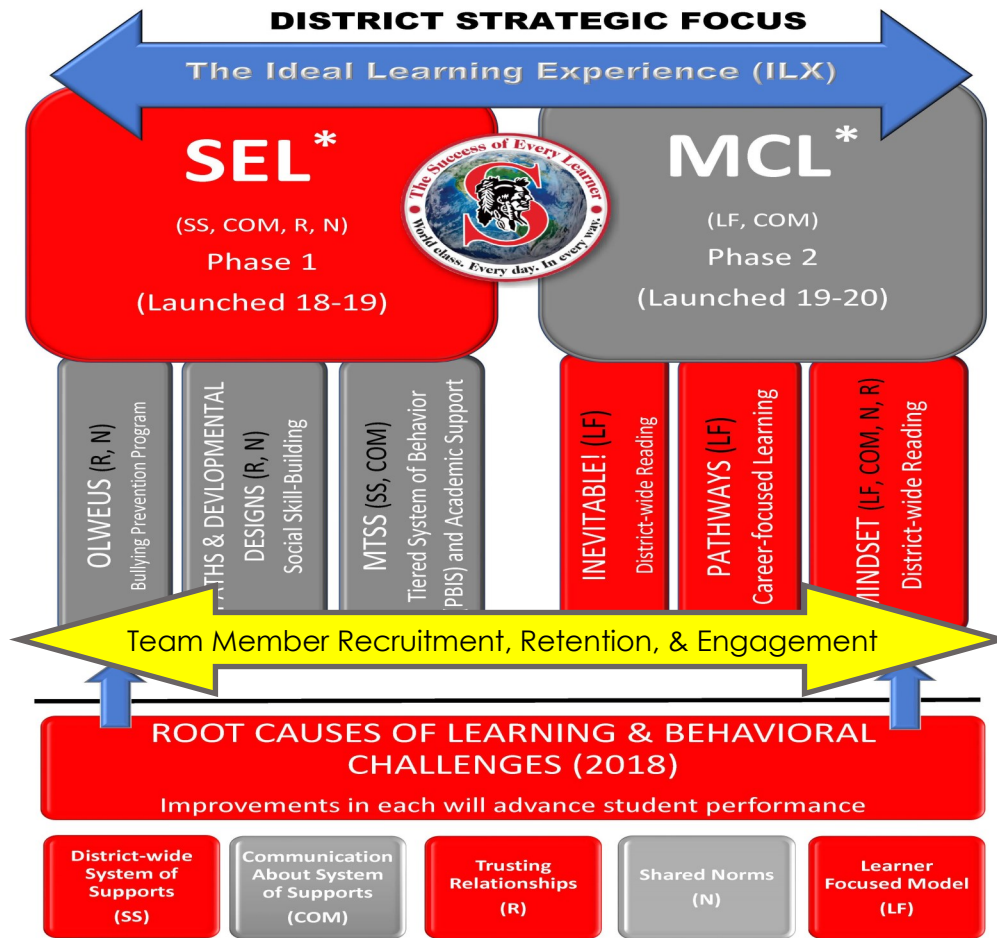 DISTRICT STRATEGIC FOCUS
The Ideal Learning Experience (ILX)
SEL*
(SS, COM, R, N)
Phase 1
(Launched 18-19)
The Success of Every Learner
S
World class. Every day. In every way.
MCL*
(LF, COM)
Phase 2
(Launched 19-20)
OLWEUS (R, N)
Bullying Prevention Program
PATHS & DEVLOPMENTAL
DESIGNS (R, N)
Social Skill-Building
MTSS (SS, COM)
Tiered System of Behavior
(PBIS) and Academic Support
INEVITABLE! (LF)
District-wide Reading
PATHWAYS (LF)
Career-focused Learning
MINDSET (LF, COM, N, R)
District-wide Reading
Team Member Recruitment, Retention, & Engagement
ROOT CAUSES OF LEARNING & BEHAVIORAL
CHALLENGES (2018)
Improvements in each will advance student performance
District-wide
System of
Supports
(SS)
Communication
About System
of Supports
(COM)
Trusting
Relationships
(R)
Shared Norms
(N)
Learner
Focused Model
(LF)